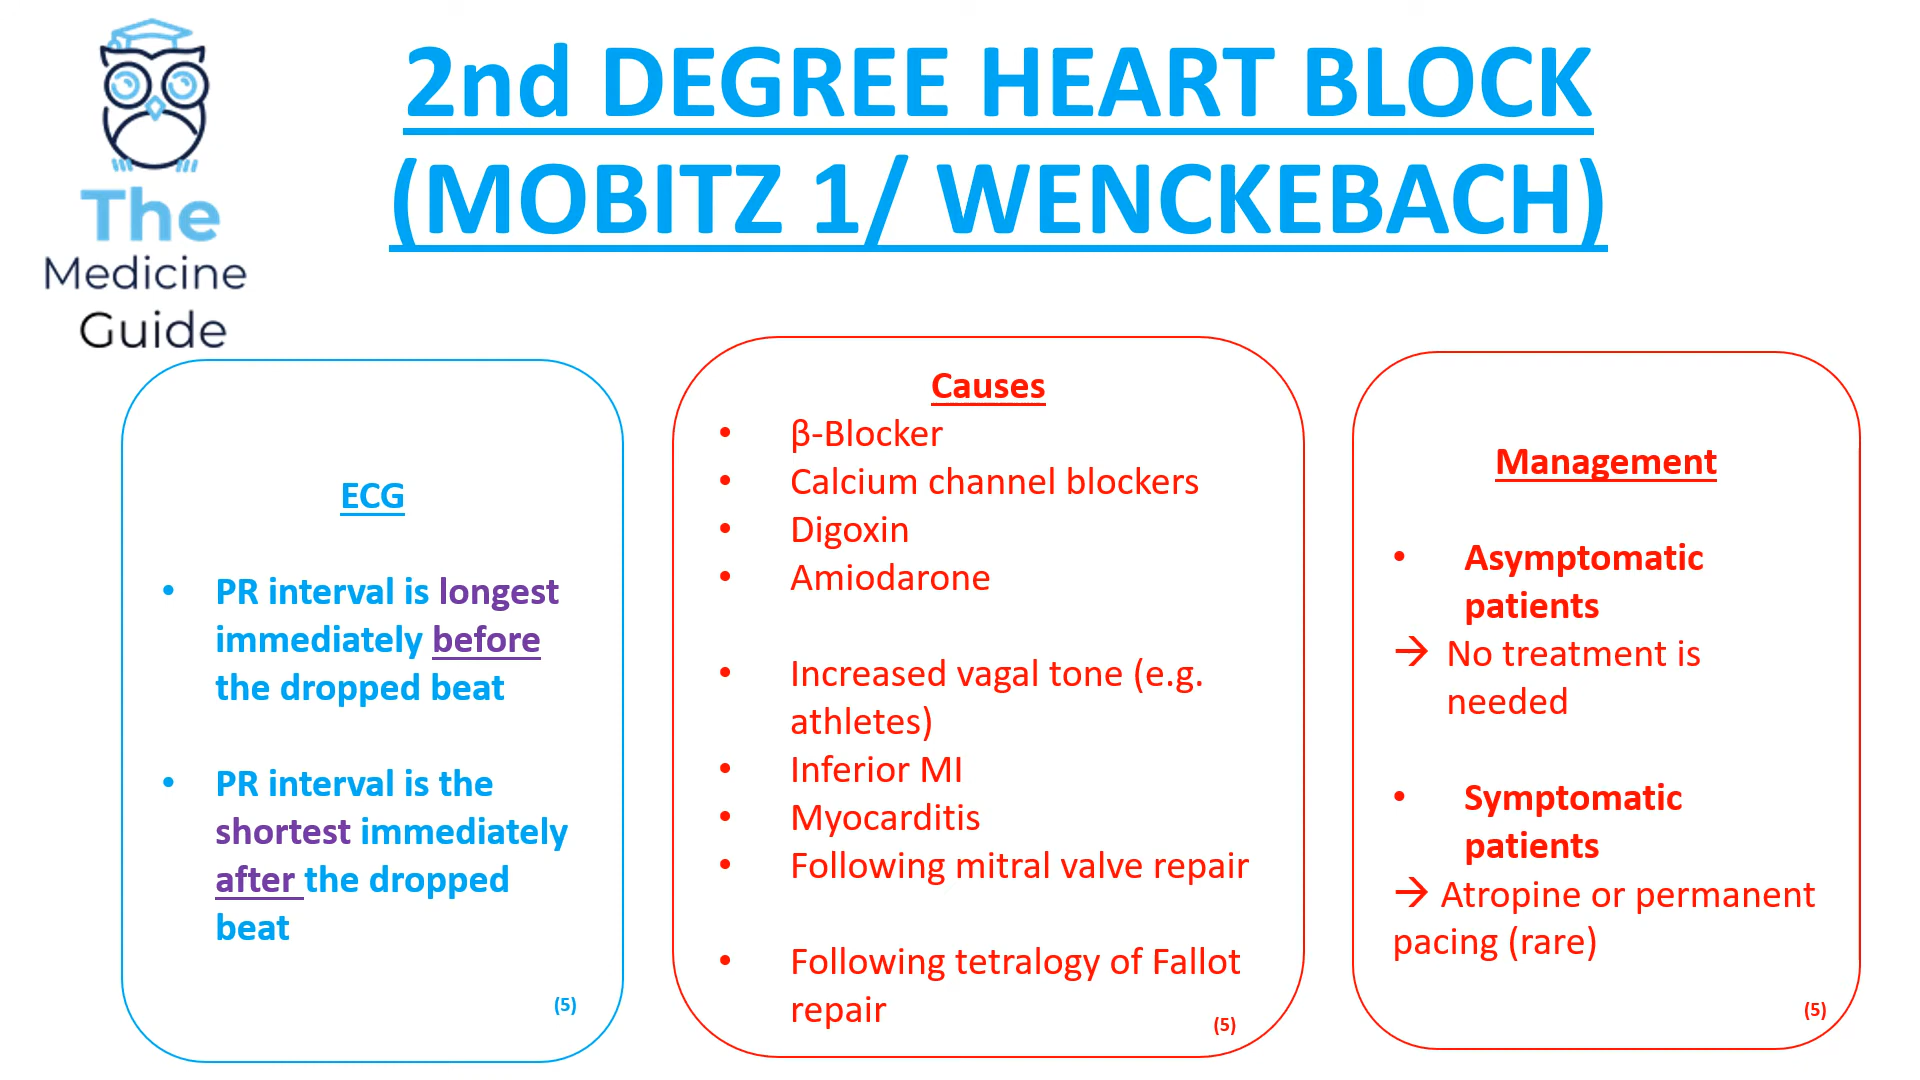 The
Medicine
Guide
2nd DEGREE HEART BLOCK
(MOBITZ 1/ WENCKEBACH)
ECG
• PR interval is longest
immediately before
the dropped beat
• PR interval is the
shortest immediately
after the dropped
beat
(5)
Causes
• β-Blocker
• Calcium channel blockers
• Digoxin
• Amiodarone
• Increased vagal tone (e.g.
athletes)
• Inferior MI
• Myocarditis
• Following mitral valve repair
• Following tetralogy of Fallot
repair
(5)
Management
• Asymptomatic
patients
→ No treatment is
needed
• Symptomatic
patients
→ Atropine or permanent
pacing (rare)
(5)